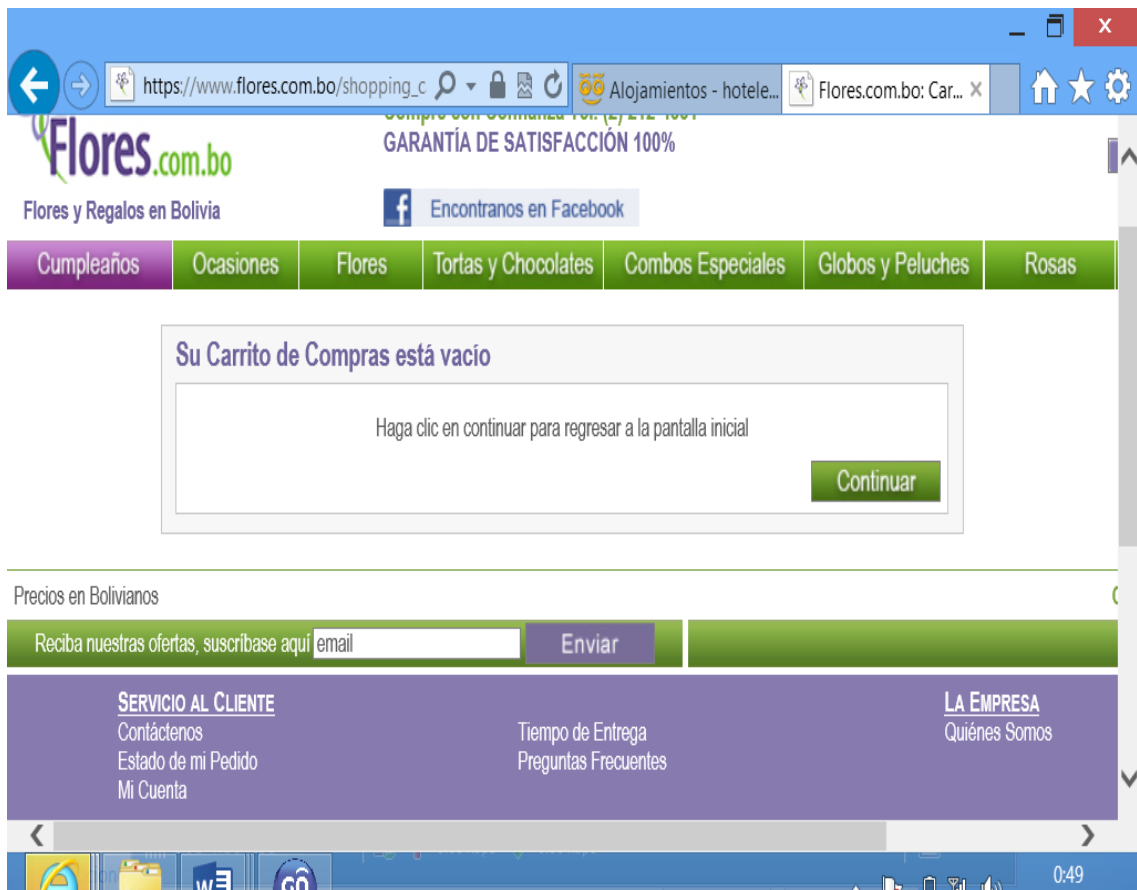 X
https://www.flores.com.bo/shopping_c
Alojamientos - hotele...
Flores.com.bo: Car...
Flores.com.bo
Flores y Regalos en Bolivia
GARANTÍA DE SATISFACCIÓN 100%
f Encontranos en Facebook
Cumpleaños Ocasiones Flores Tortas y Chocolates Combos Especiales Globos y Peluches Rosas
Su Carrito de Compras está vacío
Haga clic en continuar para regresar a la pantalla inicial
Continuar
Precios en Bolivianos
Reciba nuestras ofertas, suscríbase aquí email Enviar
SERVICIO AL CLIENTE
Contáctenos
Estado de mi Pedido
Mi Cuenta
Tiempo de Entrega
Preguntas Frecuentes
LA EMPRESA
Quiénes Somos
0:49